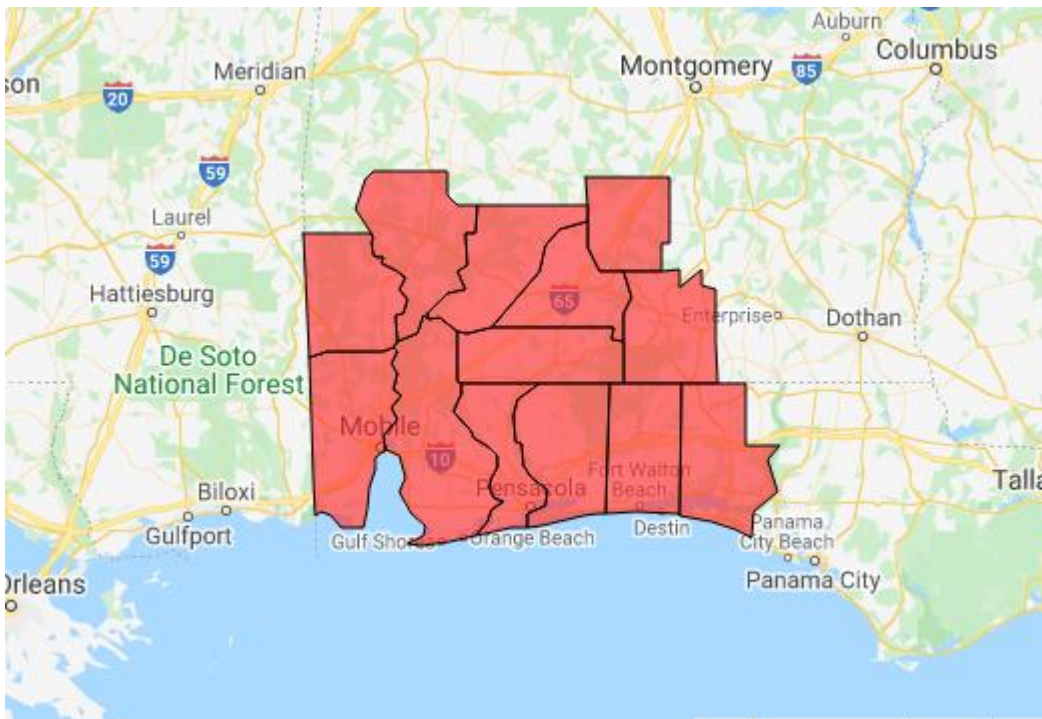 Auburn
Columbus
Meridian
Montgomery
85
son
20
59
Laurel
59
Hattiesburg
65
Enterprise
Dothan
De Soto
National Forest
Mobile
10
Fort Walton
Beach
Pensacola
Talla
Biloxi
Gulfport
Gulf Shores
Orange Beach
Destin
Panama
City Beach
Panama City
Orleans